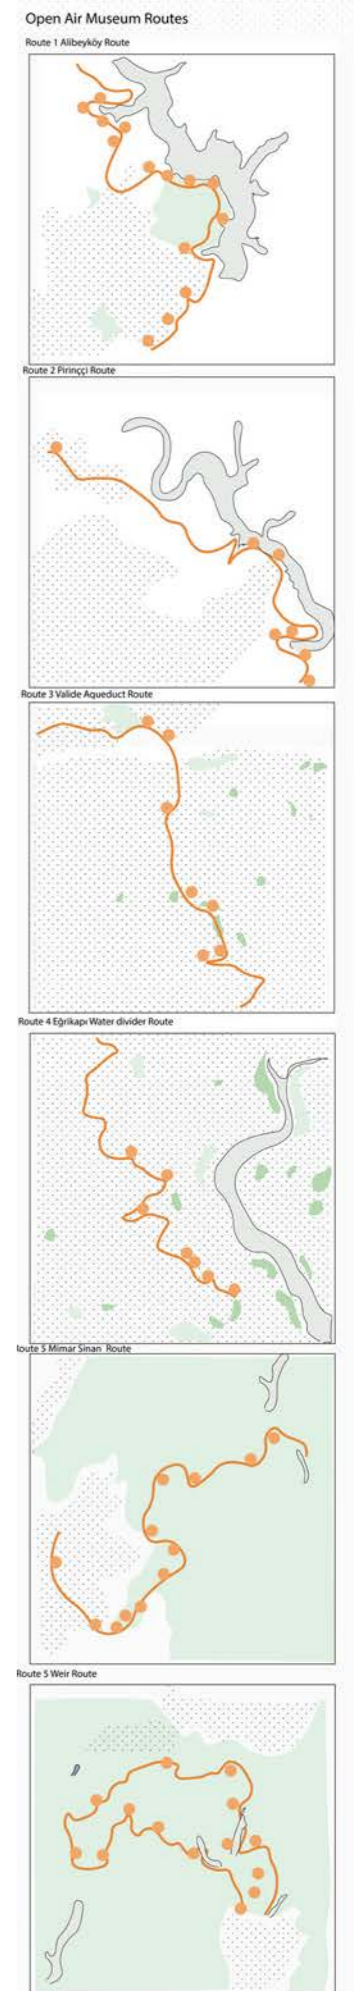 Open Air Museum Routes
Route 1 Alibeyköy Route
Route 2 Pirinççi Route
Route 3 Valide Aqueduct Route
Route 4 Eğrikapı Water divider Route
Route 5 Mimar Sinan Route
Route 5 Weir Route